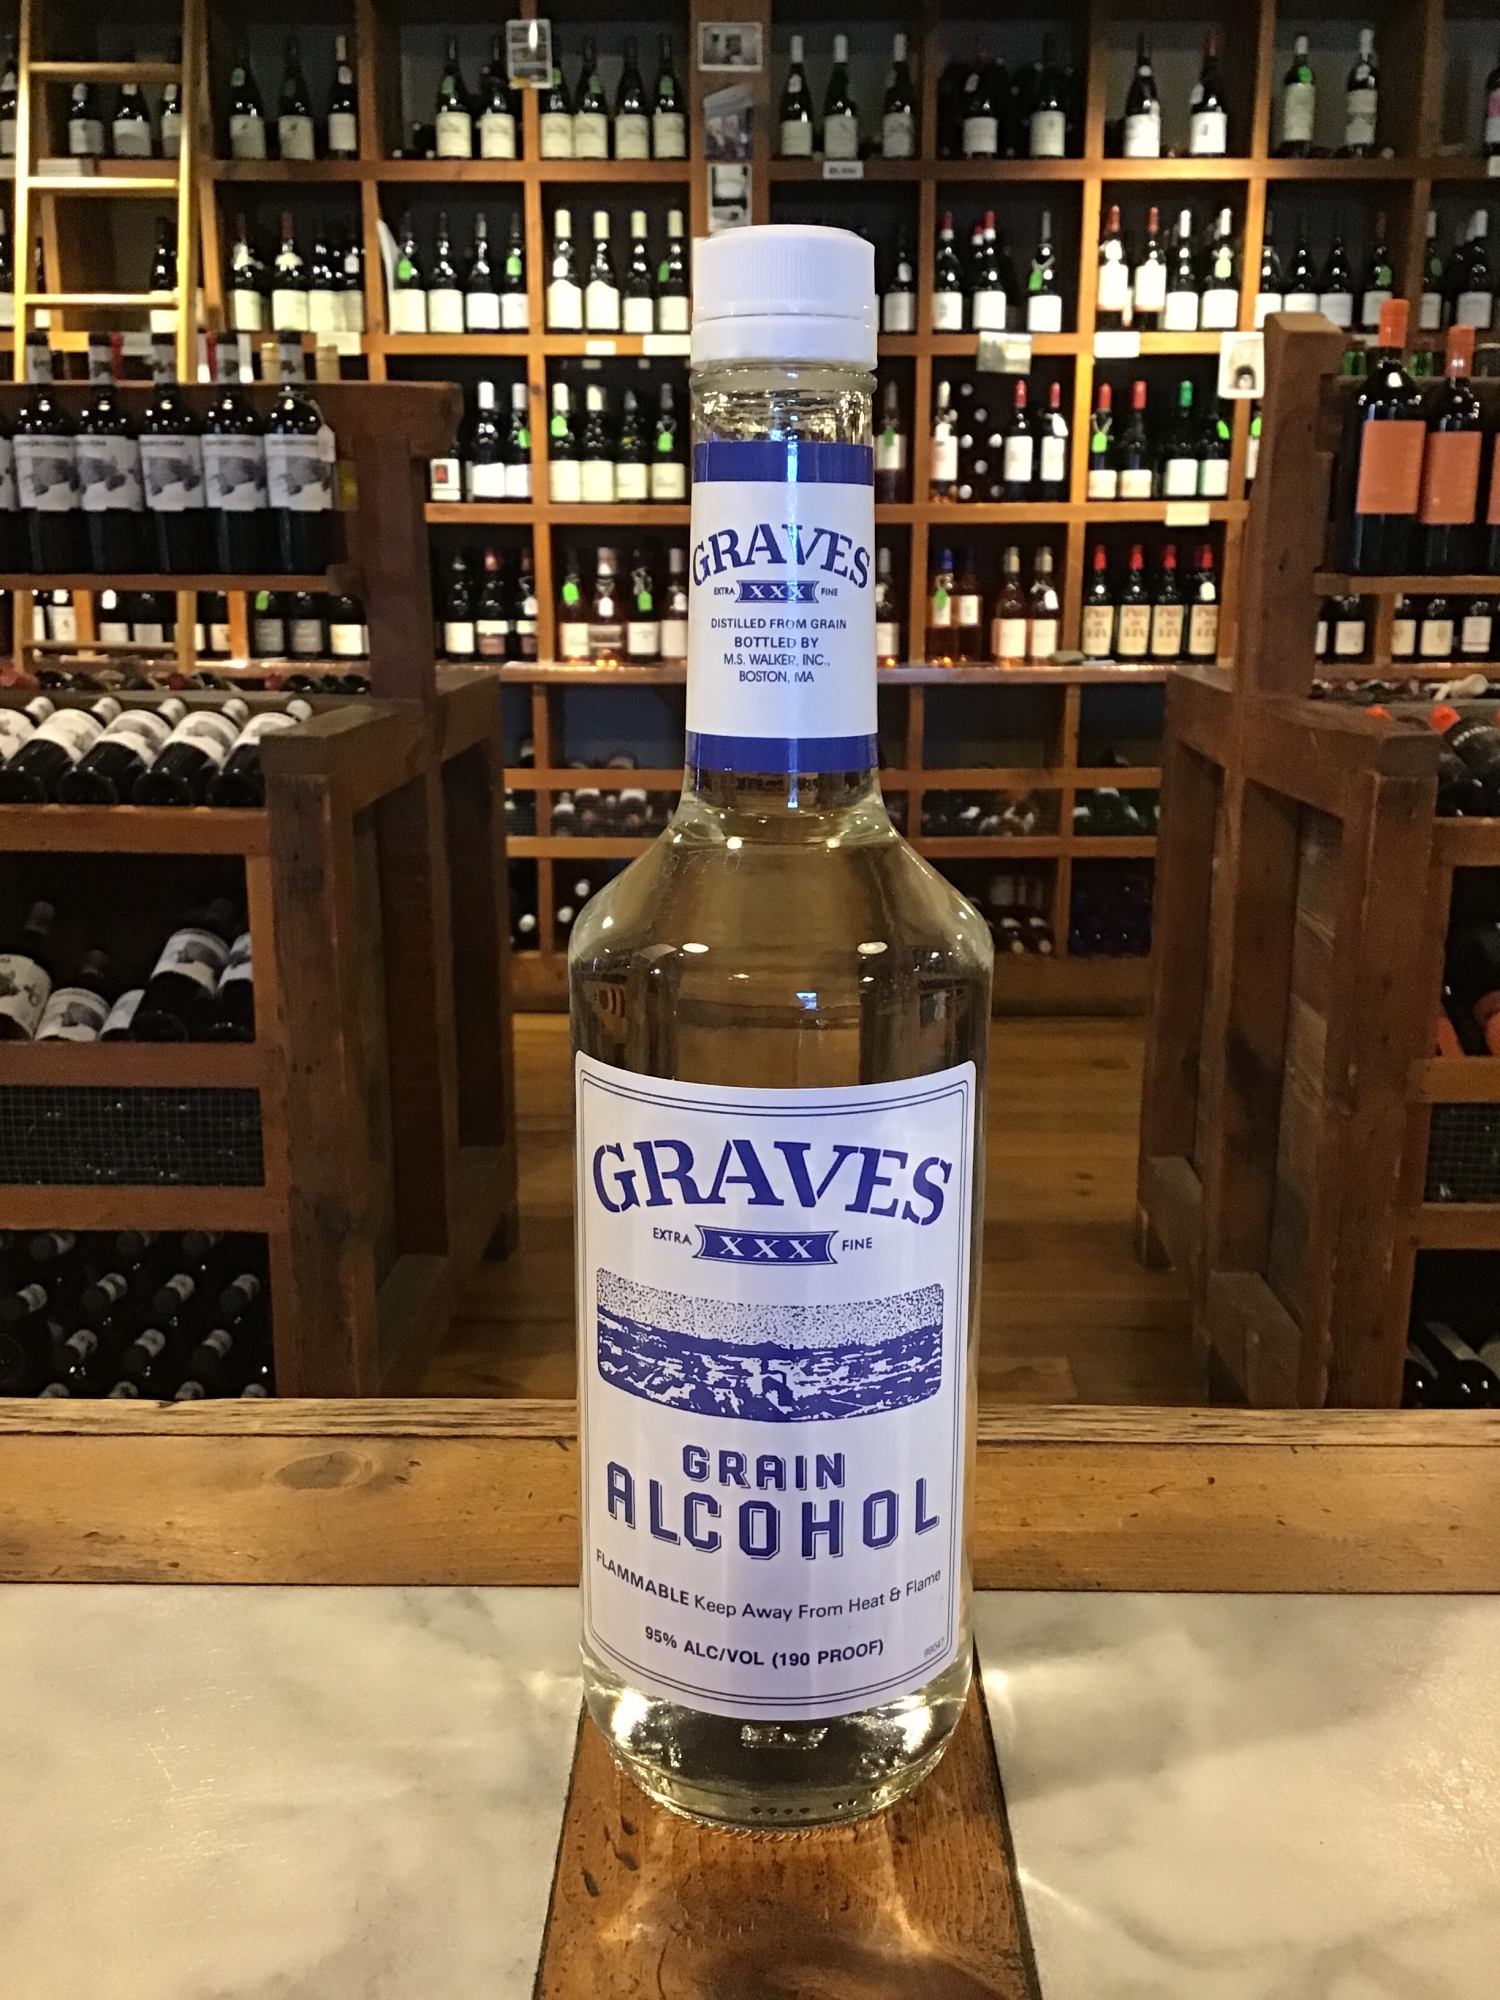 GRAVES
EXTRA XXX FINE
DISTILLED FROM GRAIN
BOTTLED BY
M.S. WALKER, INC.,
BOSTON, MA
GRAVES
EXTRA XXX FINE
GRAIN
ALCOHOL
FLAMMABLE Keep Away From Heat & Flame
95% ALC/VOL (190 PROOF)